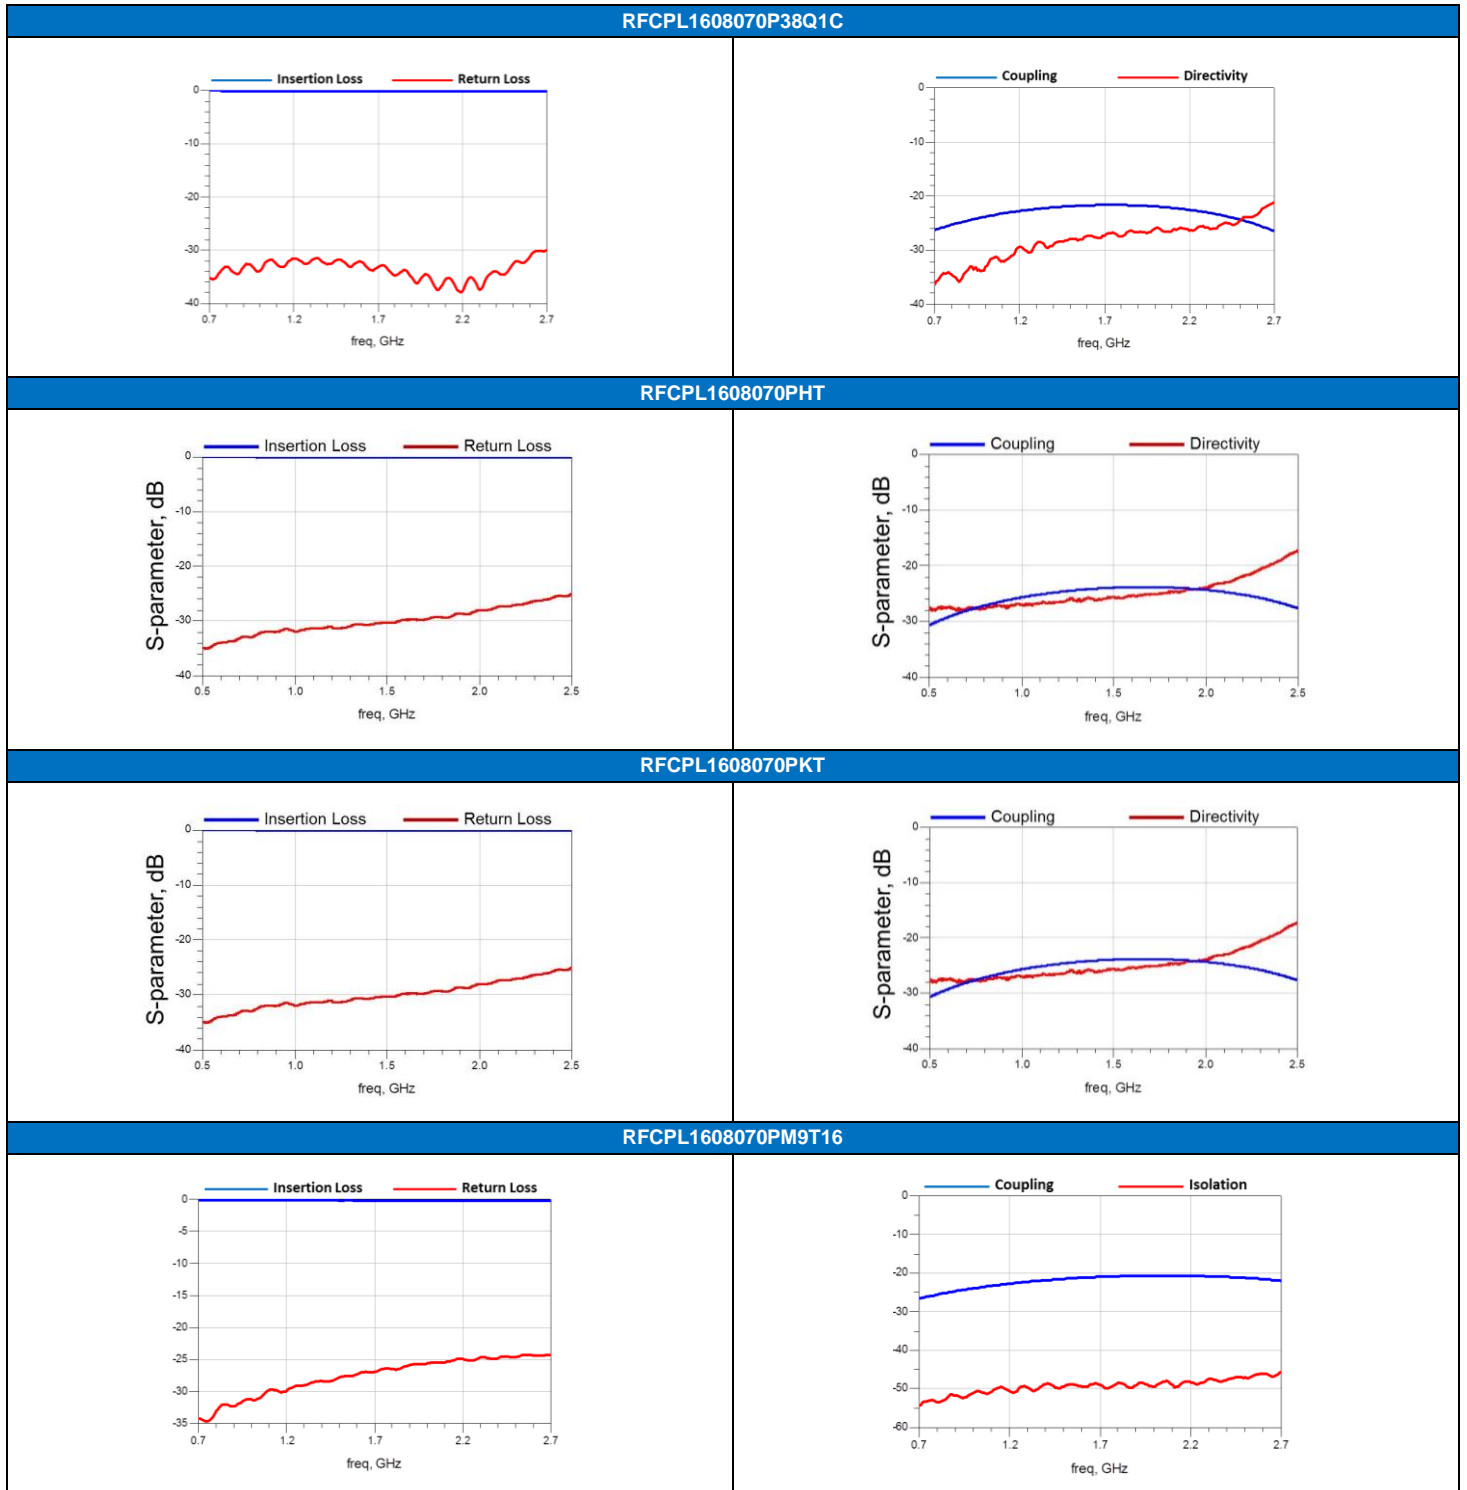 RFCPL1608070P38Q1C
Insertion Loss Return Loss
0
-10
-20
-30
-40
0.7 1.2 1.7 2.2 2.7
freq, GHz
Coupling Directivity
0
-10
-20
-30
-40
0.7 1.2 1.7 2.2 2.7
freq, GHz
RFCPL1608070PHT
Insertion Loss Return Loss
S-parameter, dB
0
-10
-20
-30
-40
0.5 1.0 1.5 2.0 2.5
freq, GHz
Coupling Directivity
S-parameter, dB
0
-10
-20
-30
-40
0.5 1.0 1.5 2.0 2.5
freq, GHz
RFCPL1608070PKT
Insertion Loss Return Loss
S-parameter, dB
0
-10
-20
-30
-40
0.5 1.0 1.5 2.0 2.5
freq, GHz
Coupling Directivity
S-parameter, dB
0
-10
-20
-30
-40
0.5 1.0 1.5 2.0 2.5
freq, GHz
RFCPL1608070PM9T16
Insertion Loss Return Loss
0
-5
-10
-15
-20
-25
-30
-35
0.7 1.2 1.7 2.2 2.7
freq, GHz
Coupling Isolation
0
-10
-20
-30
-40
-50
-60
0.7 1.2 1.7 2.2 2.7
freq, GHz